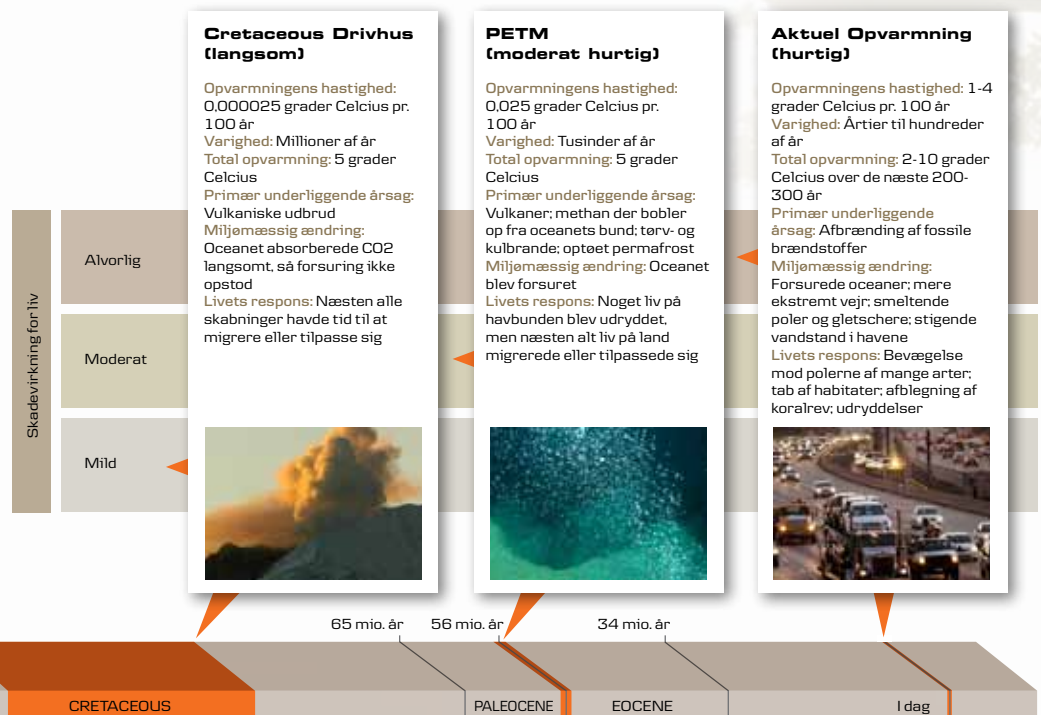 Cretaceous Drivhus
(langsom)
Opvarmningens hastighed:
0,000025 grader Celcius pr.
100 år
Varighed: Millioner af år
Total opvarmning: 5 grader
Celcius
Primær underliggende årsag:
Vulkaniske udbrud
Miljømæssig ændring:
Oceanet absorberede CO2
langsomt, så forsuring ikke
opstod
Livets respons: Næsten alle
skabninger havde tid til at
migrere eller tilpasse sig
PETM
(moderat hurtig)
Opvarmningens hastighed:
0,025 grader Celcius pr.
100 år
Varighed: Tusinder af år
Total opvarmning: 5 grader
Celcius
Primær underliggende årsag:
Vulkaner; methan der bobler
op fra oceanets bund; tørv- og
kulbrande; optøet permafrost
Miljømæssig ændring: Oceanet
blev forsuret
Livets respons: Noget liv på
havbunden blev udryddet,
men næsten alt liv på land
migrerede eller tilpassede sig
Aktuel Opvarmning
(hurtig)
Opvarmningens hastighed: 1-4
grader Celcius pr. 100 år
Varighed: Årtier til hundreder
af år
Total opvarmning: 2-10 grader
Celcius over de næste 200-
300 år
Primær underliggende
årsag: Afbrænding af fossile
brændstoffer
Miljømæssig ændring:
Forsurede oceaner; mere
ekstremt vejr; smeltende
poler og gletschere; stigende
vandstand i havene
Livets respons: Bevægelse
mod polerne af mange arter;
tab af habitater; afblegning af
koralrev; udryddelser
Skadevirkning for liv
Alvorlig
Moderat
Mild
65 mio. år
56 mio. år
34 mio. år
CRETACEOUS
PALEOCENE
EOCENE
I dag